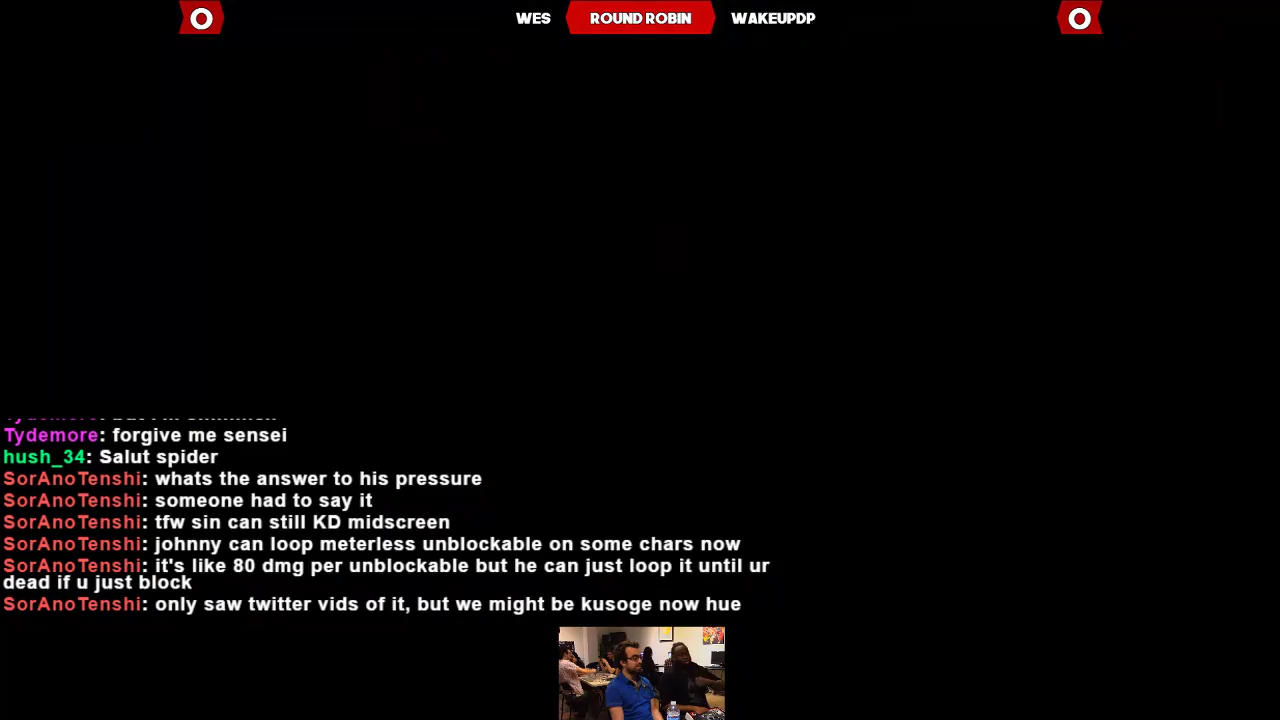 WES ROUND ROBIN WAKEUPDP
Tydemore: forgive me sensei
hush_34: Salut spider
SorAnoTenshi: whats the answer to his pressure
SorAnoTenshi: someone had to say it
SorAnoTenshi: tfw sin can still KD midscreen
SorAnoTenshi: johnny can loop meterless unblockable on some chars now
SorAnoTenshi: it's like 80 dmg per unblockable but he can just loop it until ur
dead if u just block
SorAnoTenshi: only saw twitter vids of it, but we might be kusoge now hue